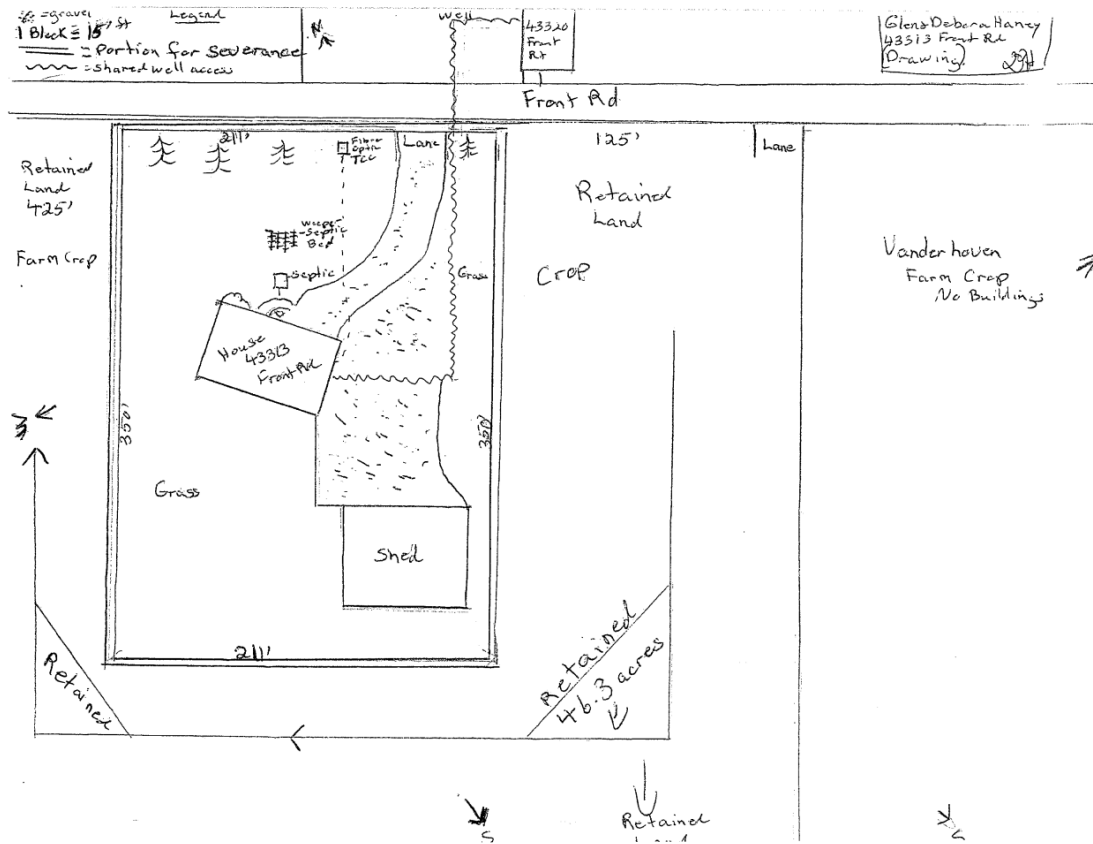 = gravel
Legend
1 Block = 15 ft
= Portion for Severance
= shared well access
N
well
43320
Front
Rd
Glen & Debora Haney
43313 Front Rd
Drawing
Front Rd
Retained
Land
425'
Farm Crop
211'
Fibre
optic
TCC
Lane
125'
Lane
Retained
Land
Crop
weeper
Septic
Bed
septic
Grass
Vanderhoven
Farm Crop
No Buildings
House
43313
Front Rd
350'
350'
Grass
Shed
211'
Retained
Retained
46.3 acres
S
Retained
Land